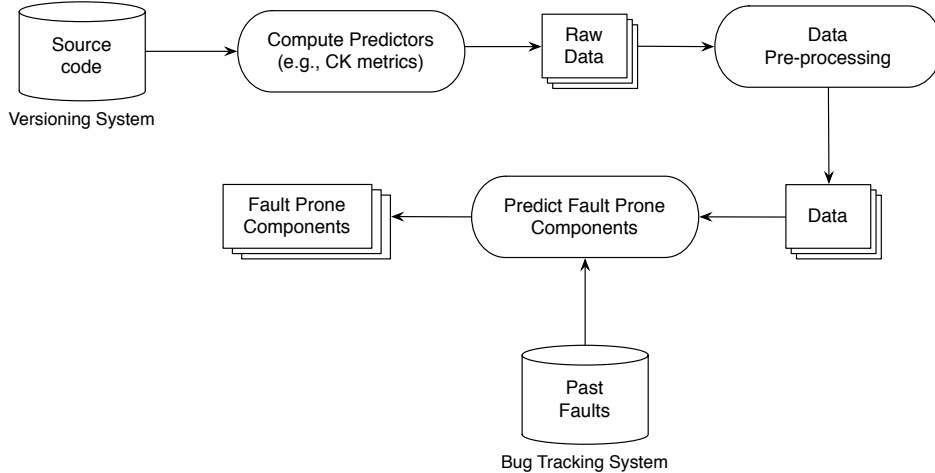 Source
code
Versioning System
Compute Predictors
(e.g., CK metrics)
Raw
Data
Data
Pre-processing
Fault Prone
Components
Predict Fault Prone
Components
Data
Past
Faults
Bug Tracking System